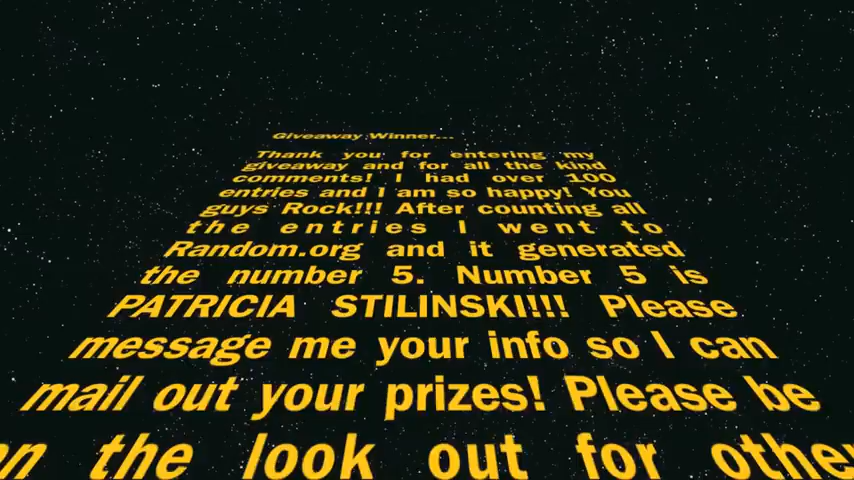 Giveaway Winner...
Thank you for entering my
giveaway and for all the kind
comments! I had over 100
entries and I am so happy! You
guys Rock!!! After counting all
the entries I went to
Random.org and it generated
the number 5. Number 5 is
PATRICIA STILINSKI!!! Please
message me your info so I can
mail out your prizes! Please be
on the look out for other